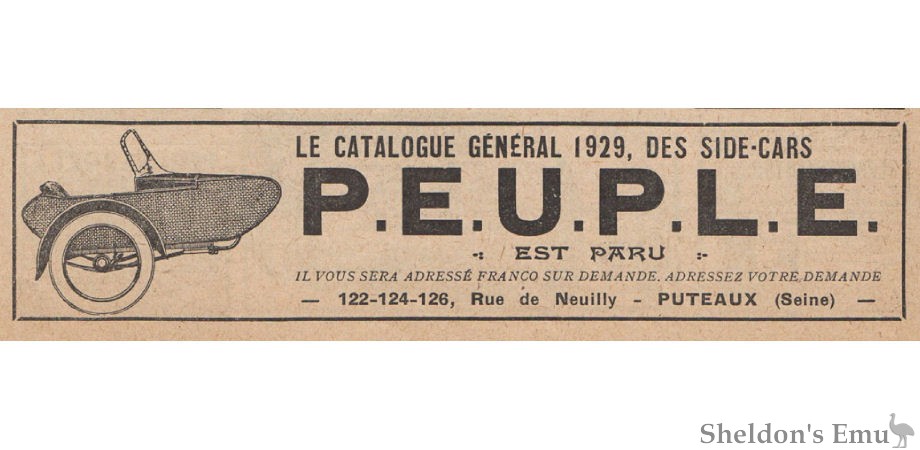 LE CATALOGUE GÉNÉRAL 1929, DES SIDE-CARS
P.E.U.P.L.E.
-: EST PARU :-
IL VOUS SERA ADRESSÉ FRANCO SUR DEMANDE. ADRESSEZ VOTRE DEMANDE
— 122-124-126, Rue de Neuilly - PUTEAUX (Seine) —
Sheldon's Emu